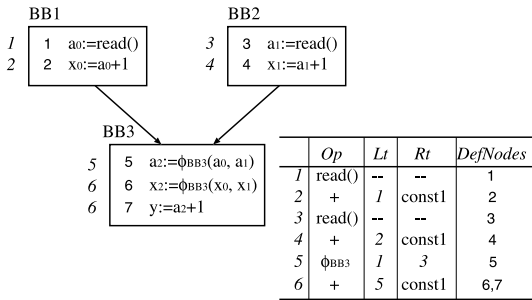 BB1
1 1 a0:=read()
2 2 x0:=a0+1
BB2
3 3 a1:=read()
4 4 x1:=a1+1
BB3
5 5 a2:=ϕBB3(a0, a1)
6 6 x2:=ϕBB3(x0, x1)
6 7 y:=a2+1
Op Lt Rt DefNodes
1 read() -- -- 1
2 + 1 const1 2
3 read() -- -- 3
4 + 2 const1 4
5 ϕBB3 1 3 5
6 + 5 const1 6,7